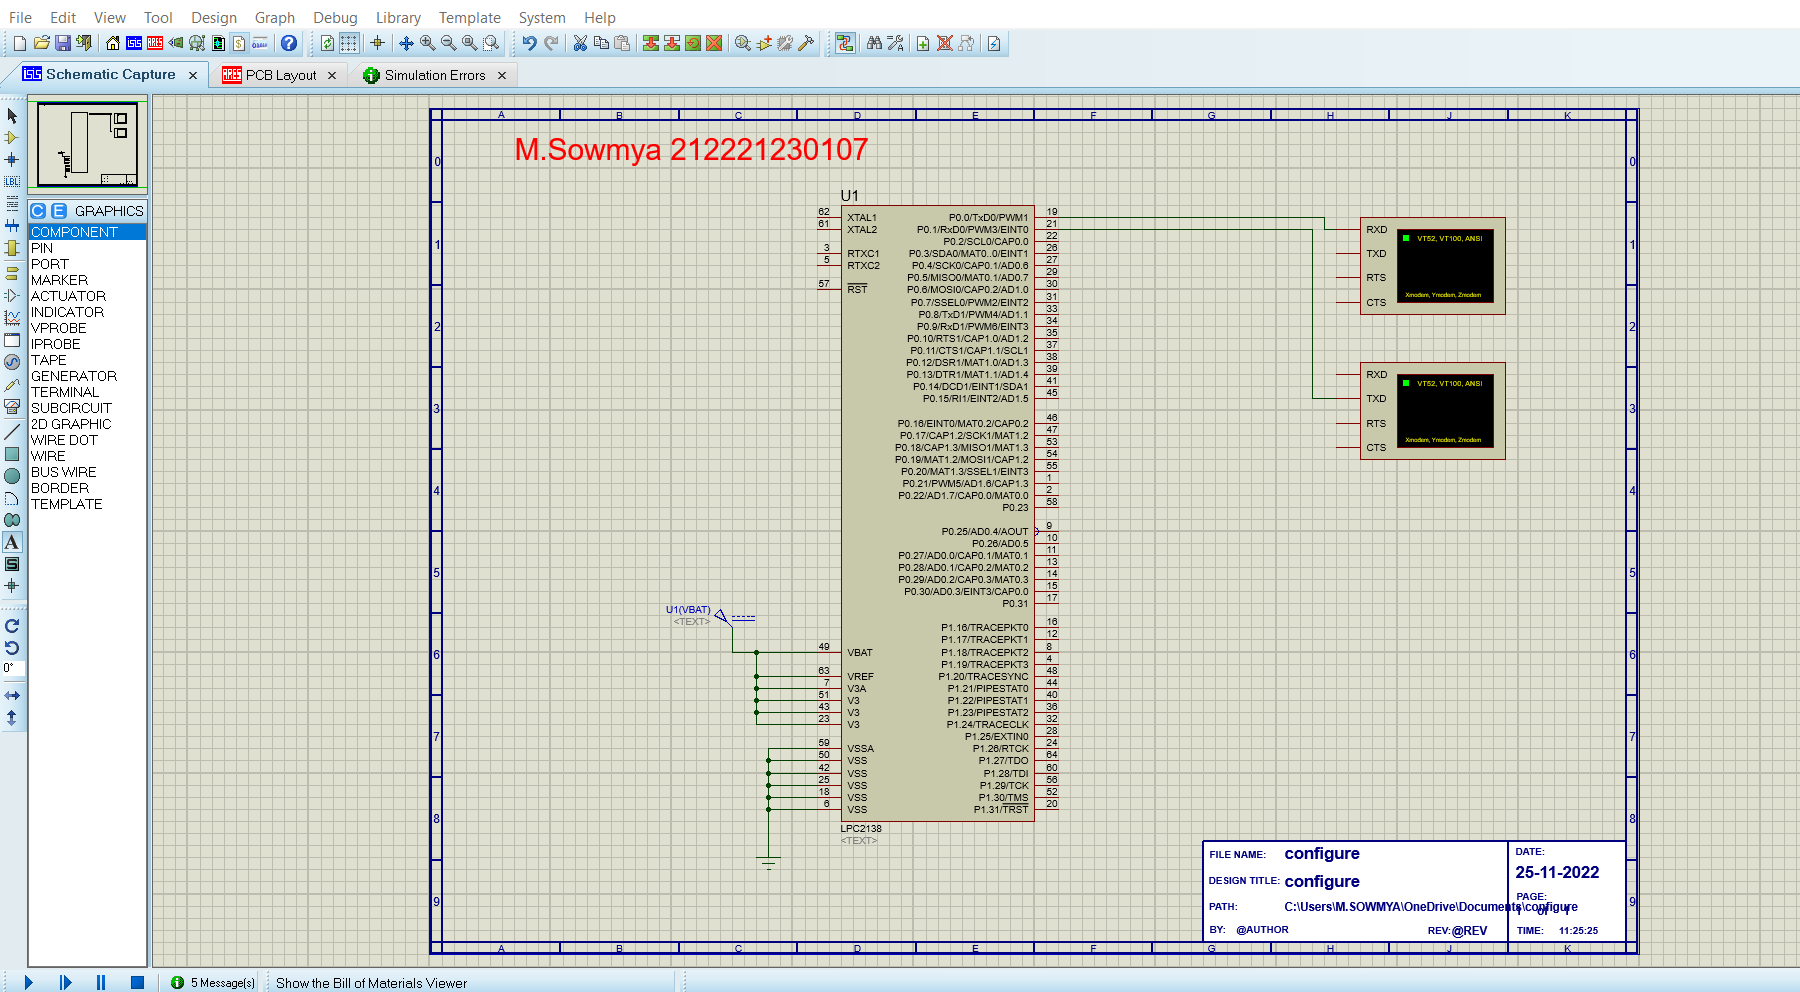 File Edit View Tool Design Graph Debug Library Template System Help
Schematic Capture PCB Layout Simulation Errors
GRAPHICS
COMPONENT
PIN
PORT
MARKER
ACTUATOR
INDICATOR
VPROBE
IPROBE
TAPE
GENERATOR
TERMINAL
SUBCIRCUIT
2D GRAPHIC
WIRE DOT
WIRE
BUS WIRE
BORDER
TEMPLATE
0°
A B C D E F G H J K
M.Sowmya 212221230107
0 0
1 1
2 2
3 3
4 4
5 5
6 6
7 7
8 8
9 9
U1
62 XTAL1
61 XTAL2
3 RTXC1
5 RTXC2
57 RST
49 VBAT
63 VREF
7 V3A
51 V3
43 V3
23 V3
59 VSSA
50 VSS
42 VSS
25 VSS
18 VSS
6 VSS
P0.0/TxD0/PWM1 19
P0.1/RxD0/PWM3/EINT0 21
P0.2/SCL0/CAP0.0 22
P0.3/SDA0/MAT0..0/EINT1 26
P0.4/SCK0/CAP0.1/AD0.6 27
P0.5/MISO0/MAT0.1/AD0.7 29
P0.6/MOSI0/CAP0.2/AD1.0 30
P0.7/SSEL0/PWM2/EINT2 31
P0.8/TxD1/PWM4/AD1.1 33
P0.9/RxD1/PWM6/EINT3 34
P0.10/RTS1/CAP1.0/AD1.2 35
P0.11/CTS1/CAP1.1/SCL1 37
P0.12/DSR1/MAT1.0/AD1.3 38
P0.13/DTR1/MAT1.1/AD1.4 39
P0.14/DCD1/EINT1/SDA1 41
P0.15/RI1/EINT2/AD1.5 45
P0.16/EINT0/MAT0.2/CAP0.2 46
P0.17/CAP1.2/SCK1/MAT1.2 47
P0.18/CAP1.3/MISO1/MAT1.3 53
P0.19/MAT1.2/MOSI1/CAP1.2 54
P0.20/MAT1.3/SSEL1/EINT3 55
P0.21/PWM5/AD1.6/CAP1.3 1
P0.22/AD1.7/CAP0.0/MAT0.0 2
P0.23 58
P0.25/AD0.4/AOUT 9
P0.26/AD0.5 10
P0.27/AD0.0/CAP0.1/MAT0.1 11
P0.28/AD0.1/CAP0.2/MAT0.2 13
P0.29/AD0.2/CAP0.3/MAT0.3 14
P0.30/AD0.3/EINT3/CAP0.0 15
P0.31 17
P1.16/TRACEPKT0 16
P1.17/TRACEPKT1 12
P1.18/TRACEPKT2 8
P1.19/TRACEPKT3 4
P1.20/TRACESYNC 48
P1.21/PIPESTAT0 44
P1.22/PIPESTAT1 40
P1.23/PIPESTAT2 36
P1.24/TRACECLK 32
P1.25/EXTIN0 28
P1.26/RTCK 24
P1.27/TDO 64
P1.28/TDI 60
P1.29/TCK 56
P1.30/TMS 52
P1.31/TRST 20
LPC2138
<TEXT>
U1(VBAT)
<TEXT>
RXD
TXD
RTS
CTS
VT52, VT100, ANSI
Xmodem, Ymodem, Zmodem
RXD
TXD
RTS
CTS
VT52, VT100, ANSI
Xmodem, Ymodem, Zmodem
FILE NAME: configure
DESIGN TITLE: configure
PATH: C:\Users\M.SOWMYA\OneDrive\Documents\configure
BY: @AUTHOR REV:@REV
DATE:
25-11-2022
PAGE:
1 of 1
TIME: 11:25:25
A B C D E F G H J K
5 Message(s) Show the Bill of Materials Viewer